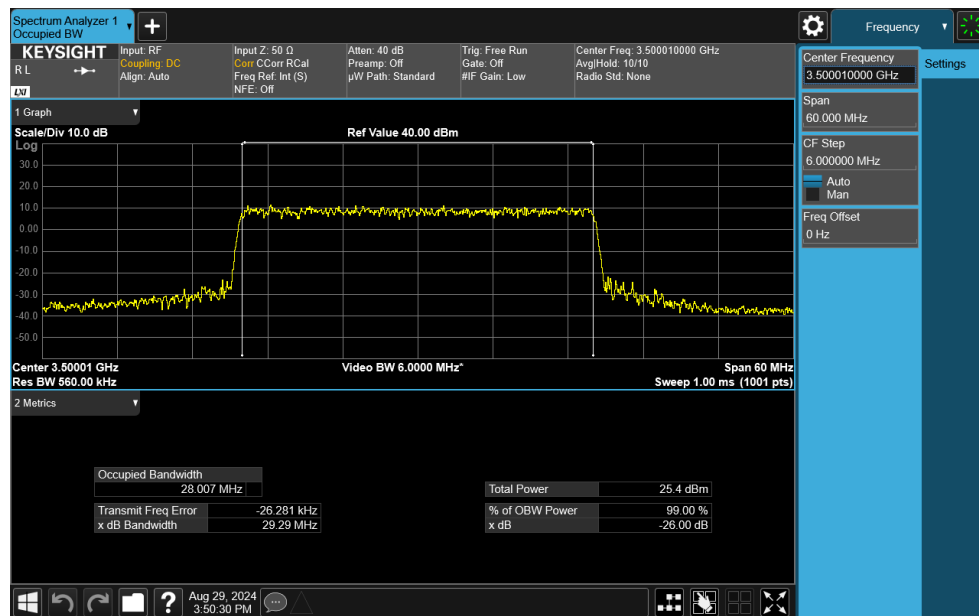 Spectrum Analyzer 1
Occupied BW
+
Frequency
KEYSIGHT
R L
LXI
Input: RF
Coupling: DC
Align: Auto
Input Z: 50 Ω
Corr CCorr RCal
Freq Ref: Int (S)
NFE: Off
Atten: 40 dB
Preamp: Off
µW Path: Standard
Trig: Free Run
Gate: Off
#IF Gain: Low
Center Freq: 3.500010000 GHz
Avg|Hold: 10/10
Radio Std: None
Center Frequency
3.500010000 GHz
Settings
Span
60.000 MHz
CF Step
6.000000 MHz
Auto
Man
Freq Offset
0 Hz
1 Graph
Scale/Div 10.0 dB
Ref Value 40.00 dBm
Log
30.0
20.0
10.0
0.00
-10.0
-20.0
-30.0
-40.0
-50.0
Center 3.50001 GHz
Video BW 6.0000 MHz*
Span 60 MHz
Res BW 560.00 kHz
Sweep 1.00 ms (1001 pts)
2 Metrics
Occupied Bandwidth
28.007 MHz
Total Power 25.4 dBm
Transmit Freq Error -26.281 kHz
% of OBW Power 99.00 %
x dB Bandwidth 29.29 MHz
x dB -26.00 dB
?
Aug 29, 2024
3:50:30 PM